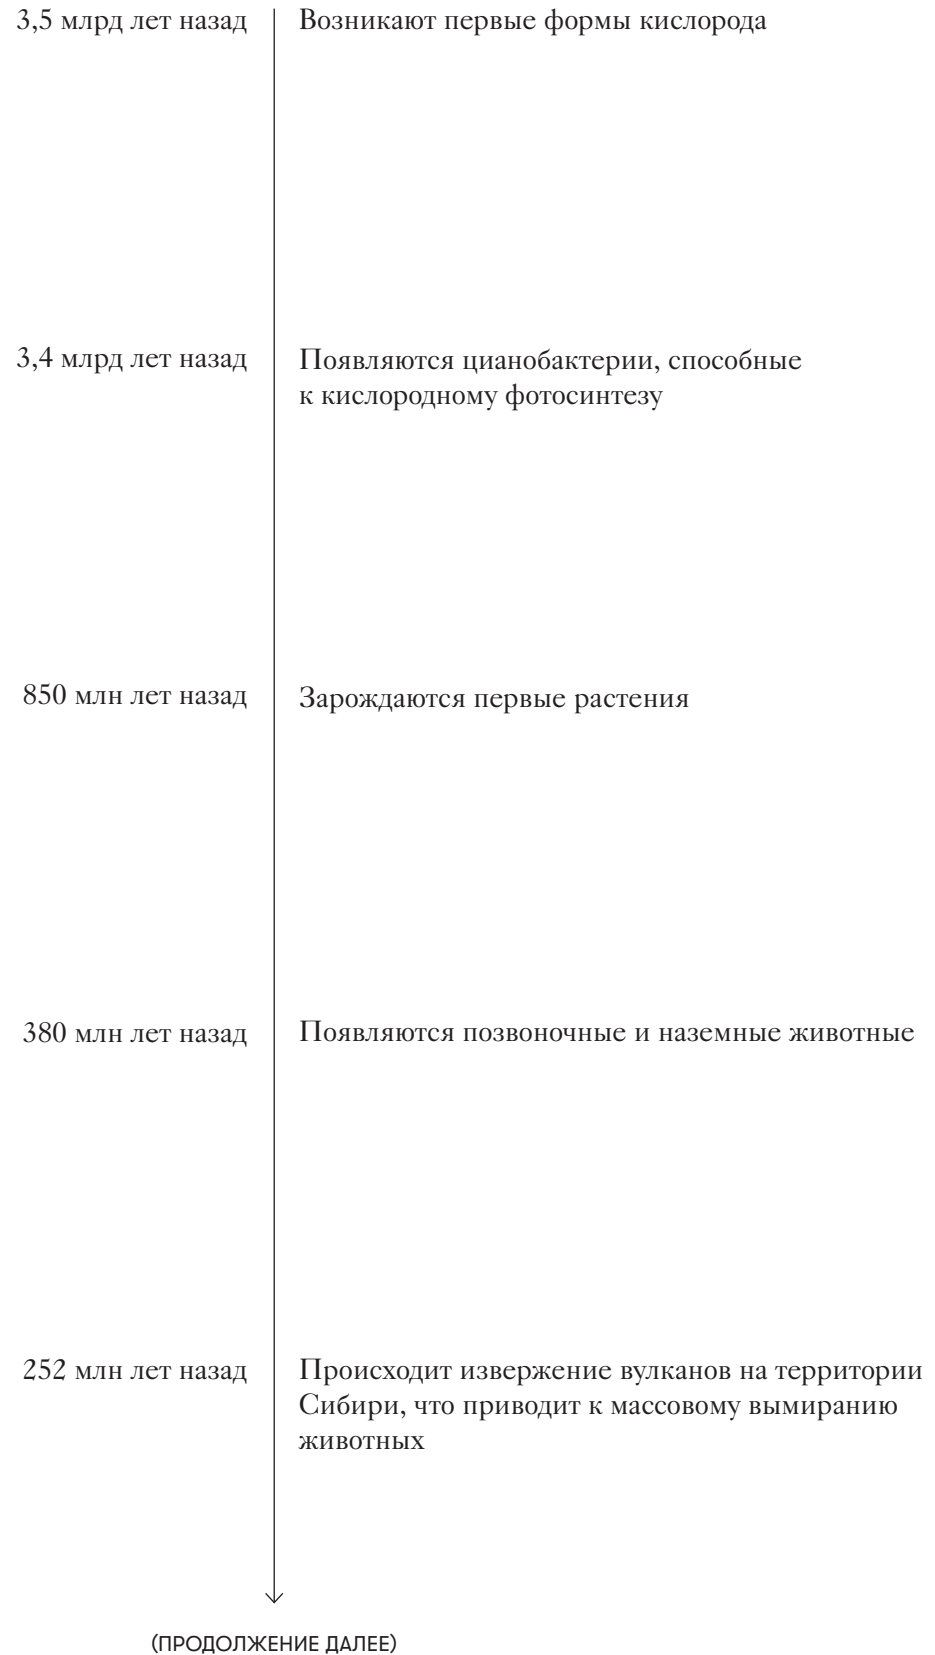 3,5 млрд лет назад
Возникают первые формы кислорода
3,4 млрд лет назад
Появляются цианобактерии, способные
к кислородному фотосинтезу
850 млн лет назад
Зарождаются первые растения
380 млн лет назад
Появляются позвоночные и наземные животные
252 млн лет назад
Происходит извержение вулканов на территории
Сибири, что приводит к массовому вымиранию
животных
(ПРОДОЛЖЕНИЕ ДАЛЕЕ)